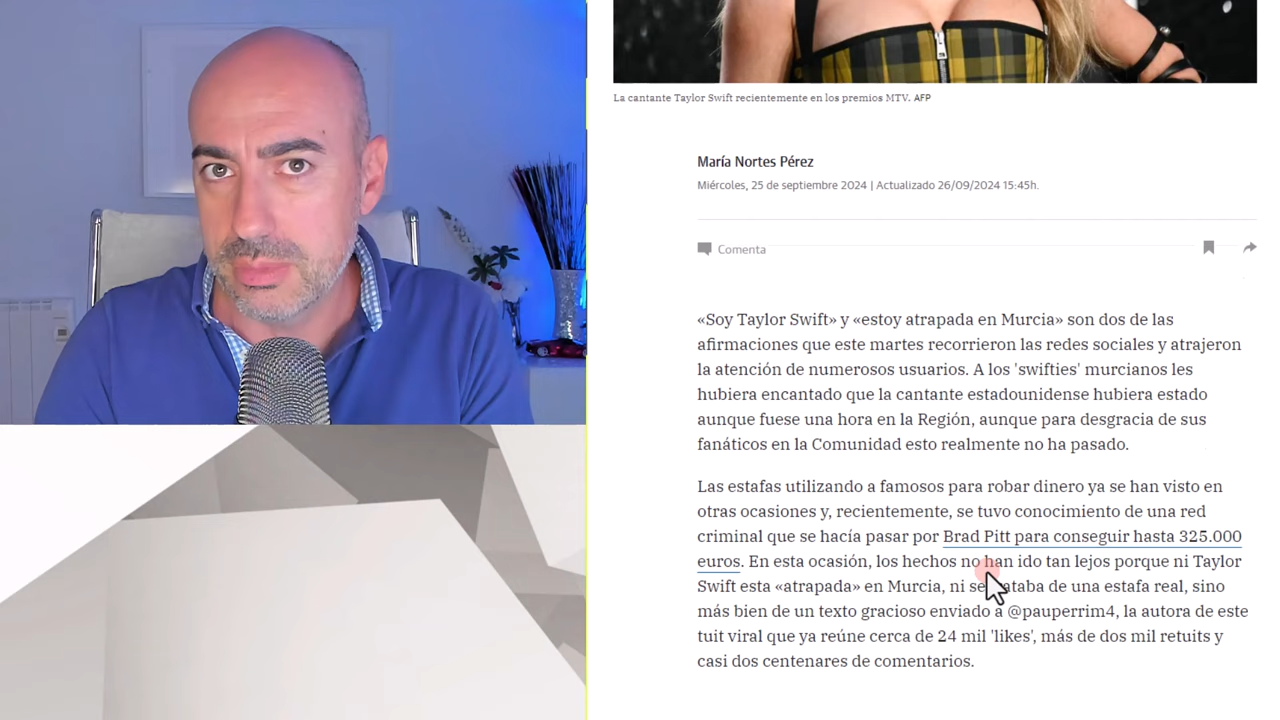 La cantante Taylor Swift recientemente en los premios MTV. AFP
María Nortes Pérez
Miércoles, 25 de septiembre 2024 | Actualizado 26/09/2024 15:45h.
Comenta
«Soy Taylor Swift» y «estoy atrapada en Murcia» son dos de las
afirmaciones que este martes recorrieron las redes sociales y atrajeron
la atención de numerosos usuarios. A los 'swifties' murcianos les
hubiera encantado que la cantante estadounidense hubiera estado
aunque fuese una hora en la Región, aunque para desgracia de sus
fanáticos en la Comunidad esto realmente no ha pasado.
Las estafas utilizando a famosos para robar dinero ya se han visto en
otras ocasiones y, recientemente, se tuvo conocimiento de una red
criminal que se hacía pasar por Brad Pitt para conseguir hasta 325.000
euros. En esta ocasión, los hechos no han ido tan lejos porque ni Taylor
Swift esta «atrapada» en Murcia, ni se trataba de una estafa real, sino
más bien de un texto gracioso enviado a @pauperrim4, la autora de este
tuit viral que ya reúne cerca de 24 mil 'likes', más de dos mil retuits y
casi dos centenares de comentarios.